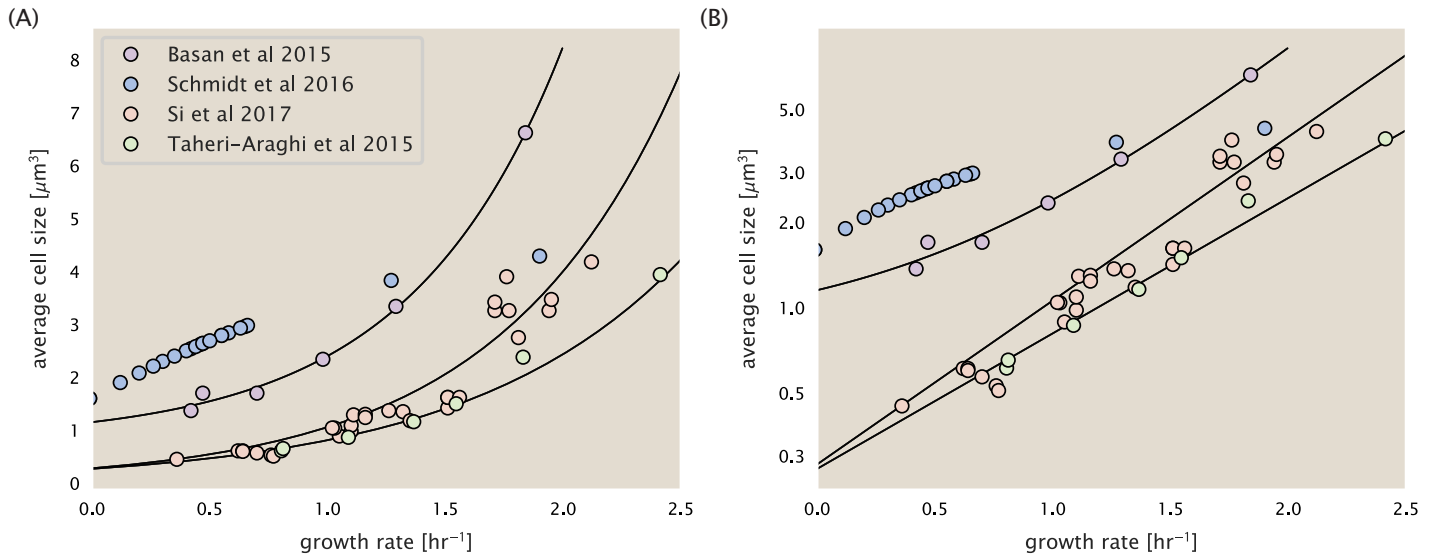 (A)
8
7
6
5
4
3
2
1
0
average cell size [μm³]
Basan et al 2015
Schmidt et al 2016
Si et al 2017
Taheri–Araghi et al 2015
0.0 0.5 1.0 1.5 2.0 2.5
growth rate [hr⁻¹]
(B)
5.0
3.0
2.0
1.0
0.5
0.3
average cell size [μm³]
0.0 0.5 1.0 1.5 2.0 2.5
growth rate [hr⁻¹]